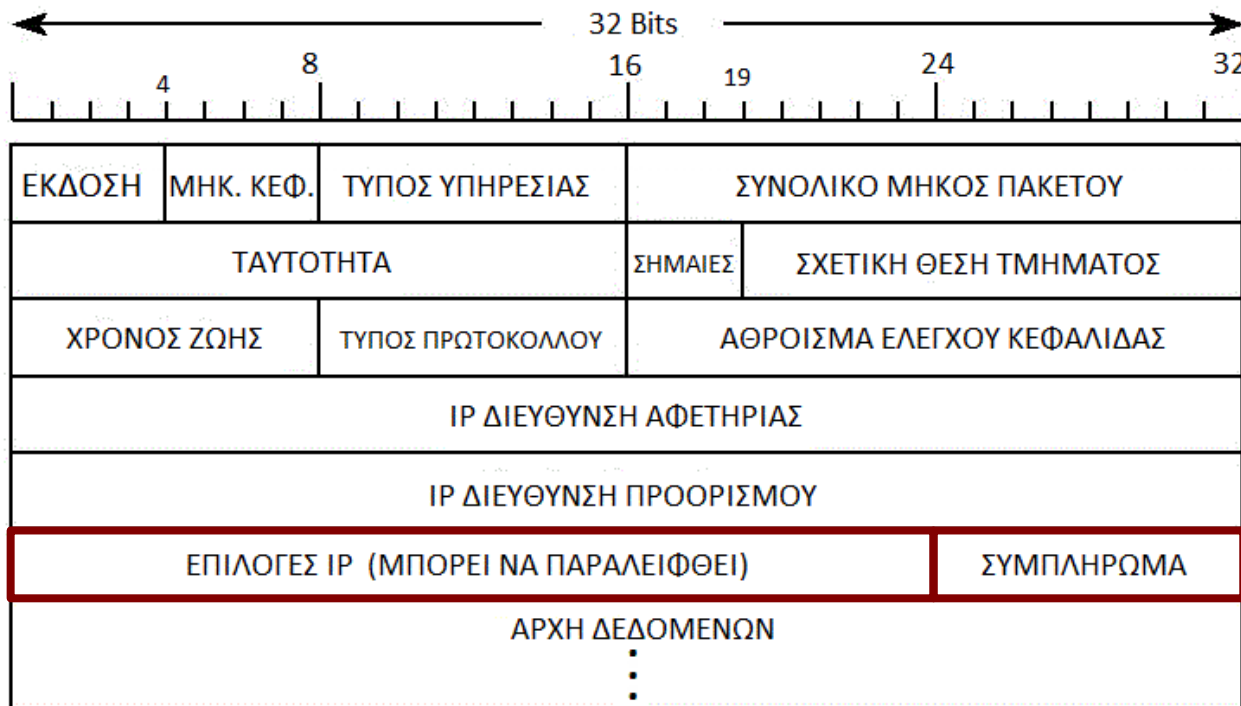 32 Bits
4 8 16 19 24 32
ΕΚΔΟΣΗ ΜΗΚ. ΚΕΦ. ΤΥΠΟΣ ΥΠΗΡΕΣΙΑΣ ΣΥΝΟΛΙΚΟ ΜΗΚΟΣ ΠΑΚΕΤΟΥ
ΤΑΥΤΟΤΗΤΑ ΣΗΜΑΙΕΣ ΣΧΕΤΙΚΗ ΘΕΣΗ ΤΜΗΜΑΤΟΣ
ΧΡΟΝΟΣ ΖΩΗΣ ΤΥΠΟΣ ΠΡΩΤΟΚΟΛΛΟΥ ΑΘΡΟΙΣΜΑ ΕΛΕΓΧΟΥ ΚΕΦΑΛΙΔΑΣ
IP ΔΙΕΥΘΥΝΣΗ ΑΦΕΤΗΡΙΑΣ
IP ΔΙΕΥΘΥΝΣΗ ΠΡΟΟΡΙΣΜΟΥ
ΕΠΙΛΟΓΕΣ IP (ΜΠΟΡΕΙ ΝΑ ΠΑΡΑΛΕΙΦΘΕΙ) ΣΥΜΠΛΗΡΩΜΑ
ΑΡΧΗ ΔΕΔΟΜΕΝΩΝ